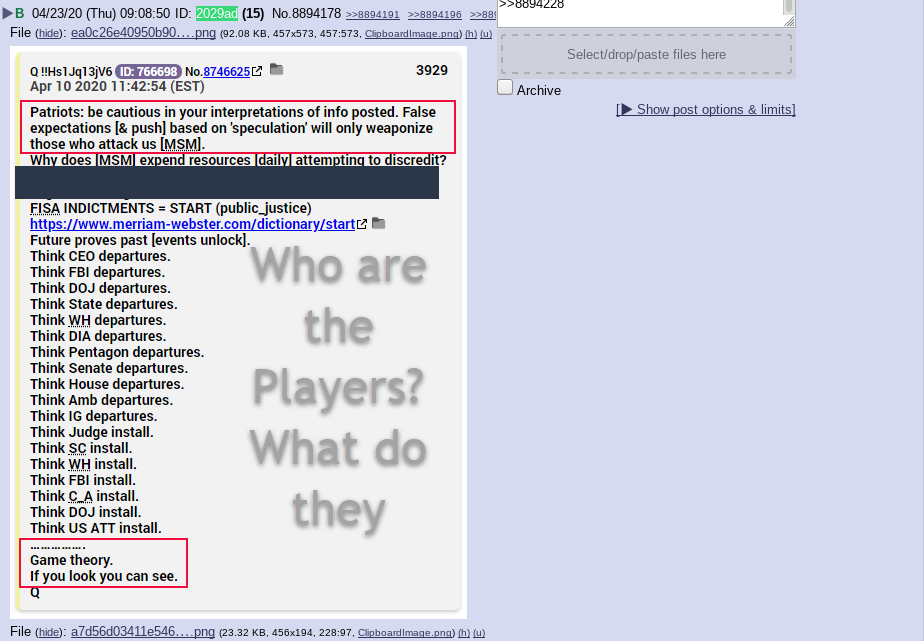 ▶B 04/23/20 (Thu) 09:08:50 ID: 2029ad (15) No.8894178 >>8894191 >>8894196 >>889
File (hide): ea0c26e40950b90….png (92.08 KB, 457x573, 457:573, ClipboardImage.png) (h) (u)
Q !!Hs1Jq13jV6 ID: 766698 No.8746625 3929
Apr 10 2020 11:42:54 (EST)
Patriots: be cautious in your interpretations of info posted. False
expectations [& push] based on 'speculation' will only weaponize
those who attack us [MSM].
Why does [MSM] expend resources [daily] attempting to discredit?
FISA INDICTMENTS = START (public_justice)
https://www.merriam-webster.com/dictionary/start
Future proves past [events unlock].
Think CEO departures.
Think FBI departures.
Think DOJ departures.
Think State departures.
Think WH departures.
Think DIA departures.
Think Pentagon departures.
Think Senate departures.
Think House departures.
Think Amb departures.
Think IG departures.
Think Judge install.
Think SC install.
Think WH install.
Think FBI install.
Think C_A install.
Think DOJ install.
Think US ATT install.
…………….
Game theory.
If you look you can see.
Q
Who are
the
Players?
What do
they
File (hide): a7d56d03411e546….png (23.32 KB, 456x194, 228:97, ClipboardImage.png) (h) (u)
>>8894228
Select/drop/paste files here
Archive
[▶ Show post options & limits]